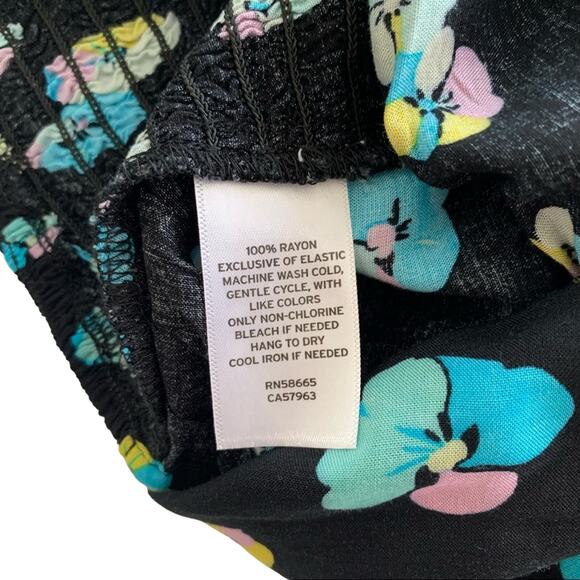 100% RAYON
EXCLUSIVE OF ELASTIC
MACHINE WASH COLD,
GENTLE CYCLE, WITH
LIKE COLORS
ONLY NON-CHLORINE
BLEACH IF NEEDED
HANG TO DRY
COOL IRON IF NEEDED
RN58665
CA57963